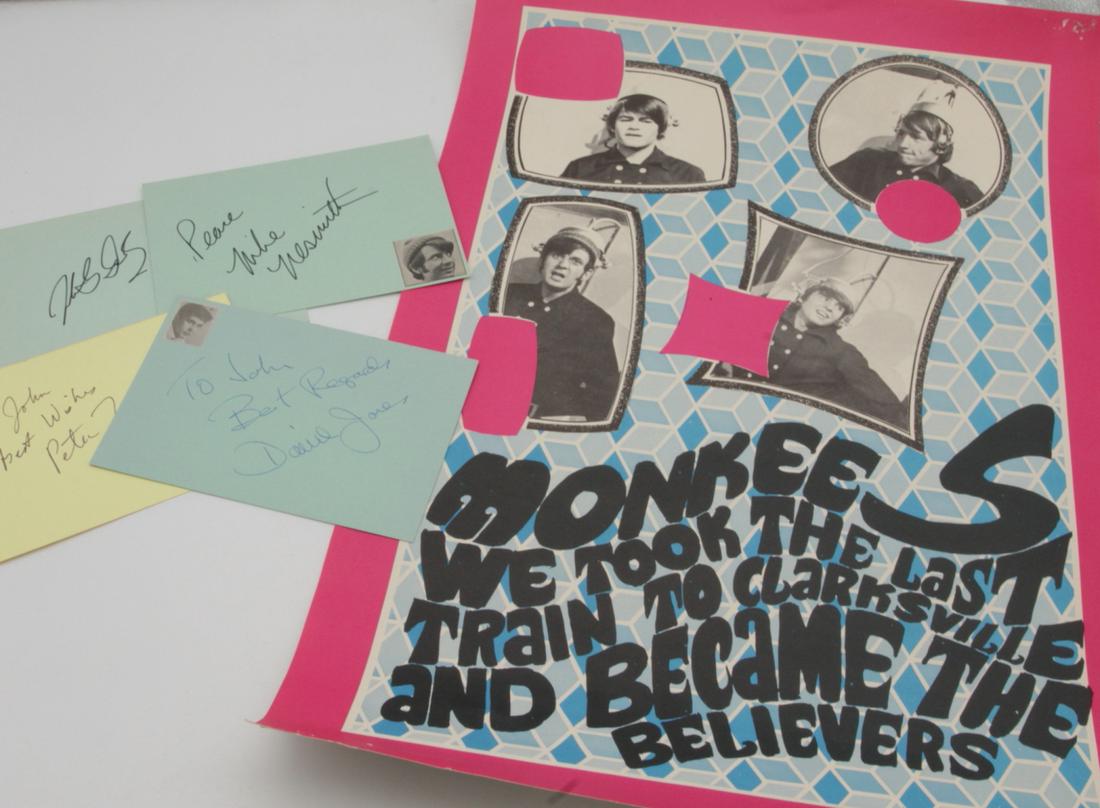 Peace
Mike Nesmith
John
Best Wishes
Peter
To John
Best Regards
David Jones
MONKEES
WE TOOK THE LaST
TRaIN TO CLaRKSVILLE
aND BECaME THE
BELIEVERS